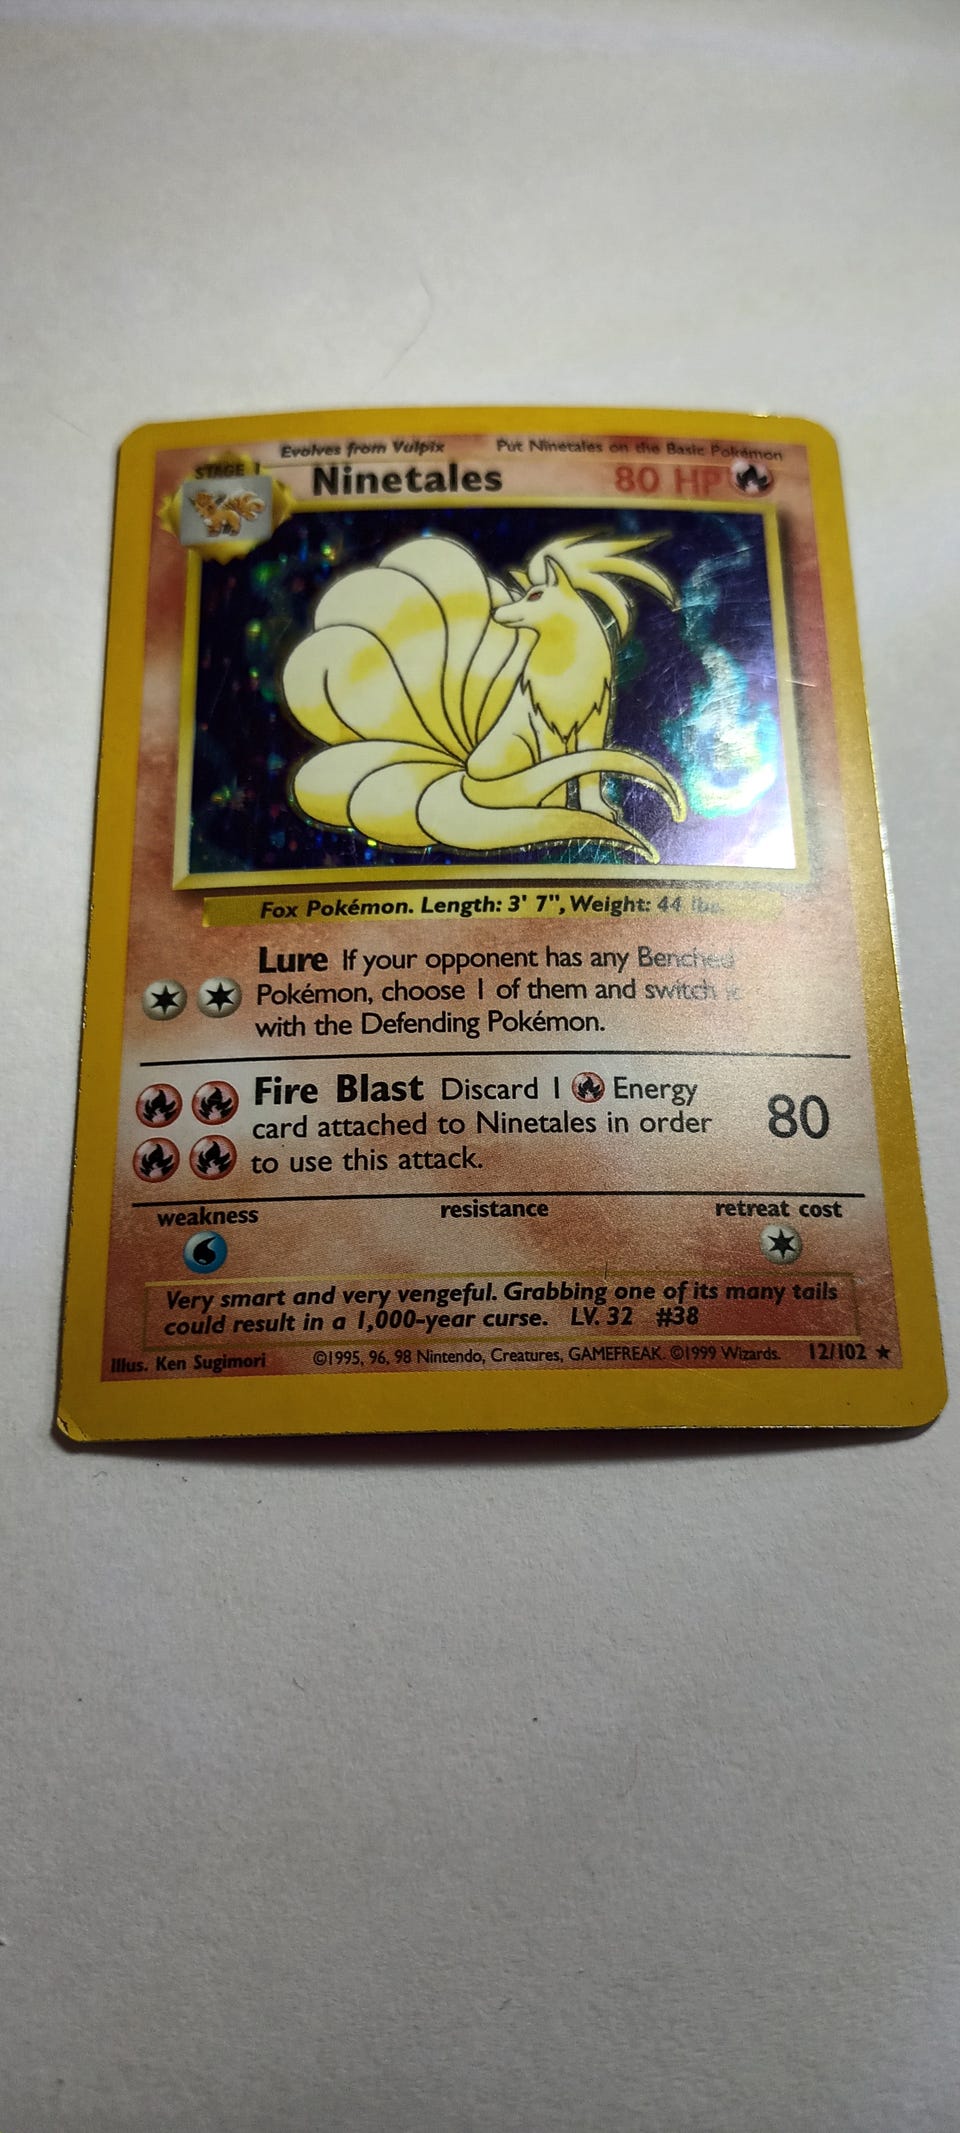 Evolves from Vulpix Put Ninetales on the Basic Pokémon
STAGE 1
Ninetales 80 HP
Fox Pokémon. Length: 3' 7", Weight: 44 lbs.
Lure If your opponent has any Benched
Pokémon, choose 1 of them and switch it
with the Defending Pokémon.
Fire Blast Discard 1 Energy
card attached to Ninetales in order
to use this attack.
80
weakness resistance retreat cost
Very smart and very vengeful. Grabbing one of its many tails
could result in a 1,000-year curse. LV. 32 #38
Illus. Ken Sugimori ©1995, 96, 98 Nintendo, Creatures, GAMEFREAK. ©1999 Wizards. 12/102 ★